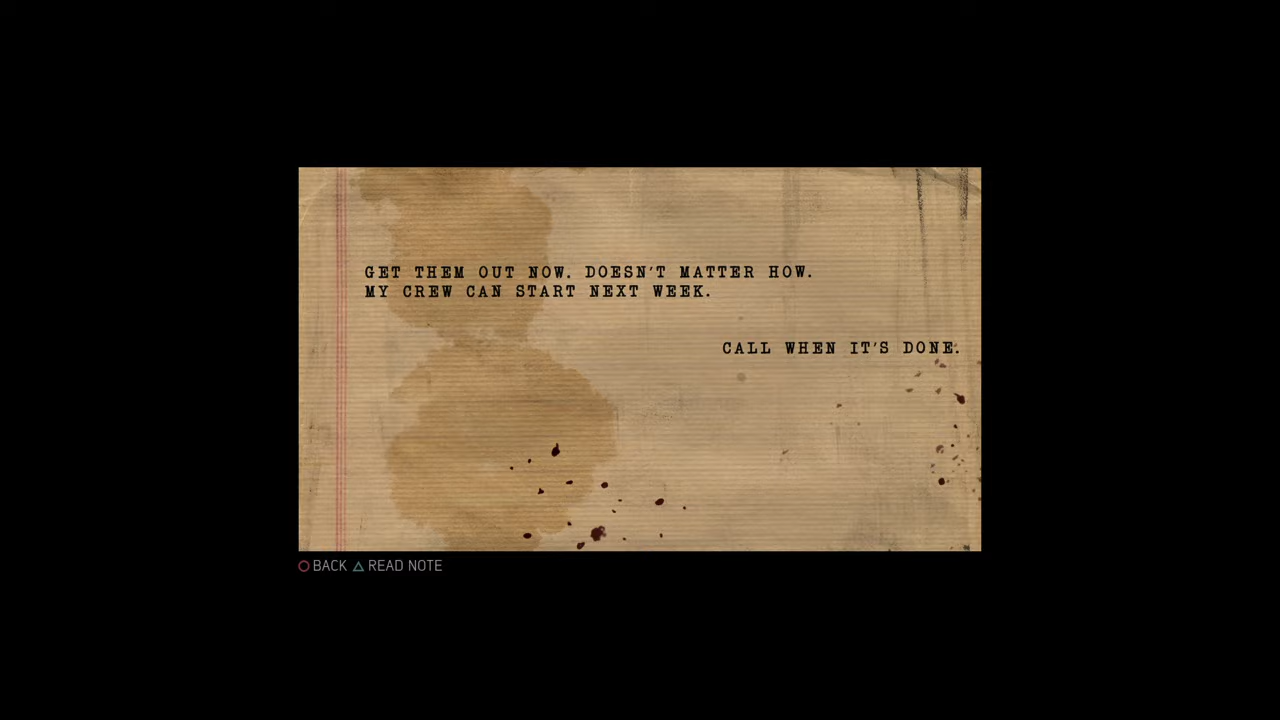 GET THEM OUT NOW. DOESN'T MATTER HOW.
MY CREW CAN START NEXT WEEK.
CALL WHEN IT'S DONE.
BACK READ NOTE